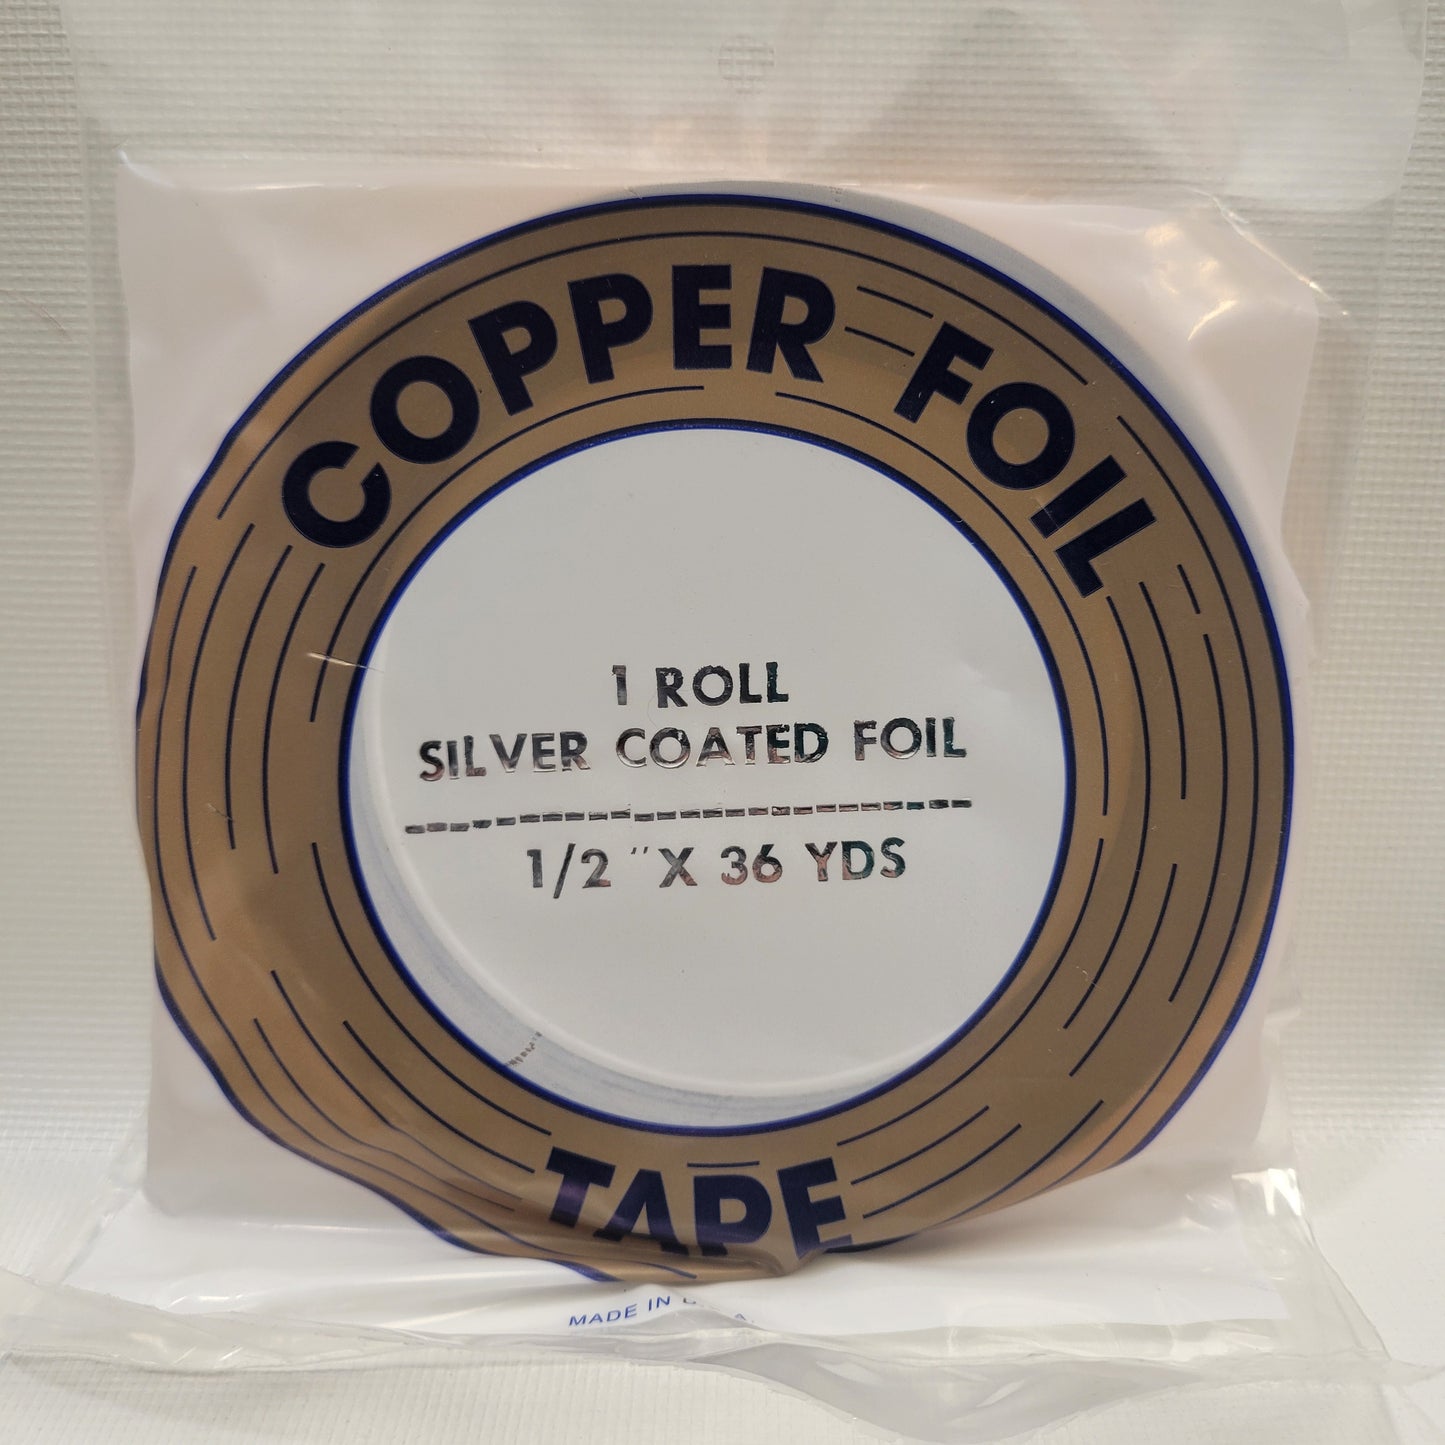 COPPER FOIL
1 ROLL
SILVER COATED FOIL
--------------------------
1/2 " X 36 YDS
TAPE
MADE IN